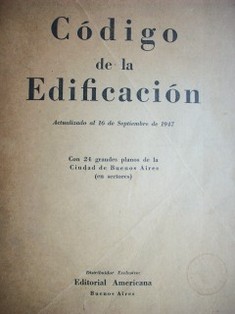 Código
de la
Edificación
Actualizado al 16 de Septiembre de 1947
Con 24 grandes planos de la
Ciudad de Buenos Aires
(en sectores)
Distribuidor Exclusivo:
Editorial Americana
Buenos Aires